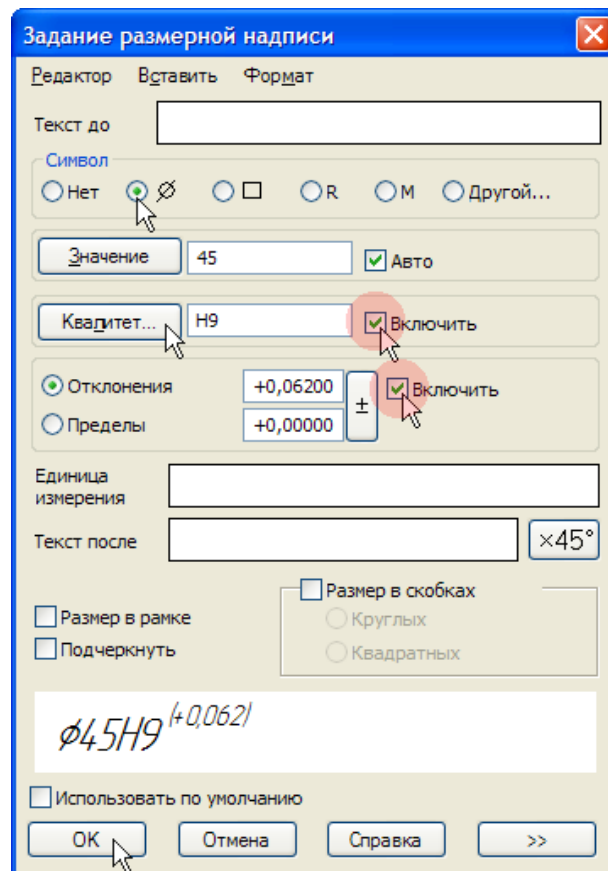 Задание размерной надписи
Редактор Вставить Формат
Текст до
Символ
Нет ∅ □ R M Другой...
Значение 45 Авто
Квалитет... H9 Включить
Отклонения +0,06200 ± Включить
Пределы +0,00000
Единица
измерения
Текст после ×45°
Размер в скобках
Размер в рамке Круглых
Подчеркнуть Квадратных
∅45H9(+0,062)
Использовать по умолчанию
OK Отмена Справка >>